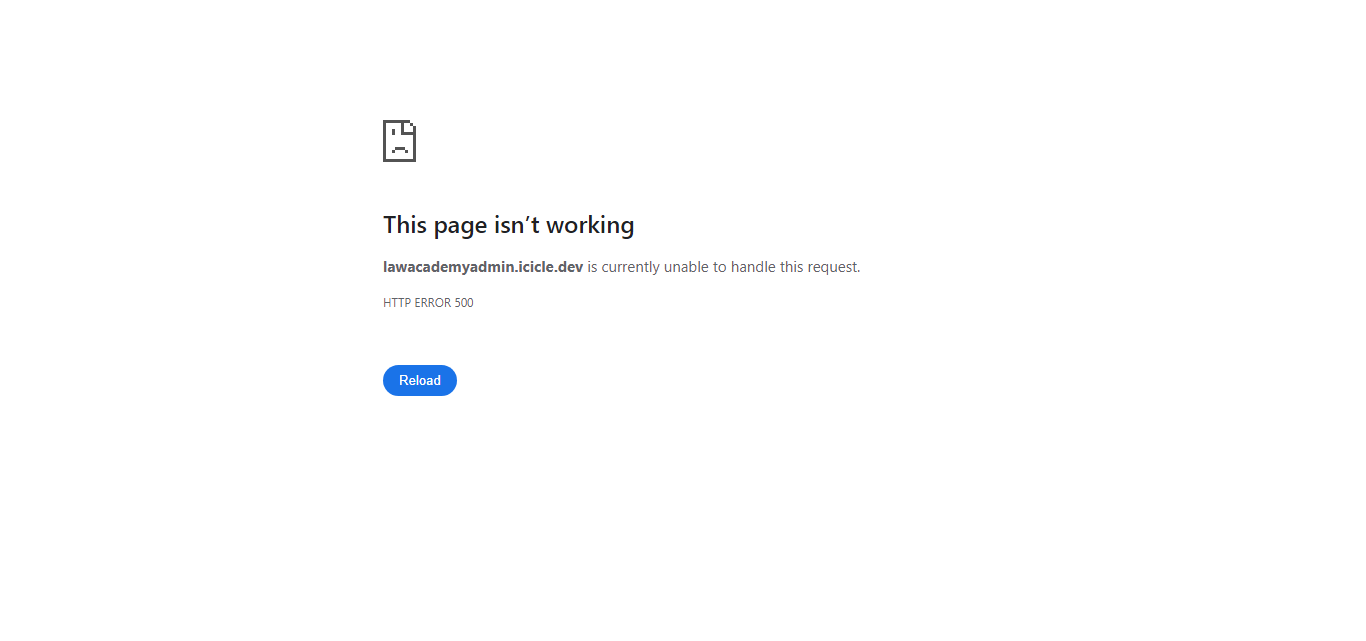 This page isn’t working
lawacademyadmin.icicle.dev is currently unable to handle this request.
HTTP ERROR 500
Reload